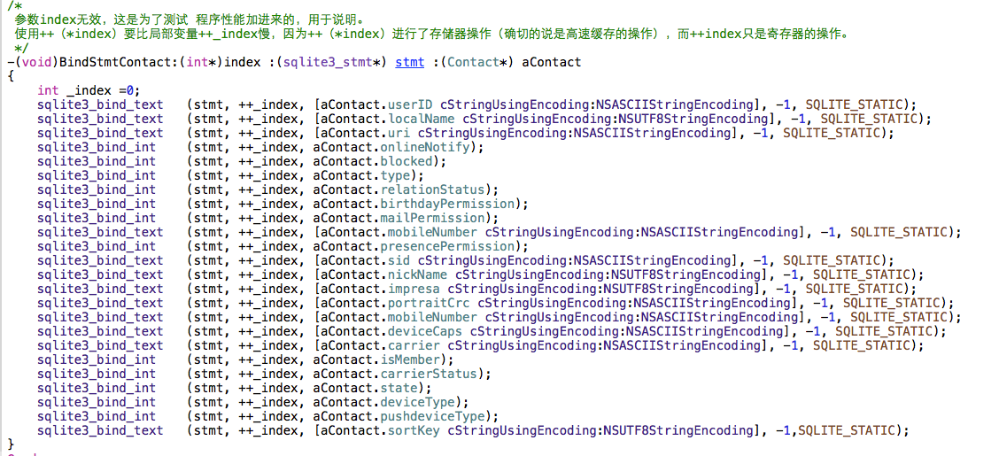 /*
参数index无效，这是为了测试 程序性能加进来的，用于说明。
使用++（*index）要比局部变量++_index慢，因为++（*index）进行了存储器操作（确切的说是高速缓存的操作），而++index只是寄存器的操作。
*/
-(void)BindStmtContact:(int*)index :(sqlite3_stmt*) stmt :(Contact*) aContact
{
int _index =0;
sqlite3_bind_text (stmt, ++_index, [aContact.userID cStringUsingEncoding:NSASCIIStringEncoding], -1, SQLITE_STATIC);
sqlite3_bind_text (stmt, ++_index, [aContact.localName cStringUsingEncoding:NSUTF8StringEncoding], -1, SQLITE_STATIC);
sqlite3_bind_text (stmt, ++_index, [aContact.uri cStringUsingEncoding:NSASCIIStringEncoding], -1, SQLITE_STATIC);
sqlite3_bind_int (stmt, ++_index, aContact.onlineNotify);
sqlite3_bind_int (stmt, ++_index, aContact.blocked);
sqlite3_bind_int (stmt, ++_index, aContact.type);
sqlite3_bind_int (stmt, ++_index, aContact.relationStatus);
sqlite3_bind_int (stmt, ++_index, aContact.birthdayPermission);
sqlite3_bind_int (stmt, ++_index, aContact.mailPermission);
sqlite3_bind_text (stmt, ++_index, [aContact.mobileNumber cStringUsingEncoding:NSASCIIStringEncoding], -1, SQLITE_STATIC);
sqlite3_bind_int (stmt, ++_index, aContact.presencePermission);
sqlite3_bind_text (stmt, ++_index, [aContact.sid cStringUsingEncoding:NSASCIIStringEncoding], -1, SQLITE_STATIC);
sqlite3_bind_text (stmt, ++_index, [aContact.nickName cStringUsingEncoding:NSUTF8StringEncoding], -1, SQLITE_STATIC);
sqlite3_bind_text (stmt, ++_index, [aContact.impresa cStringUsingEncoding:NSUTF8StringEncoding], -1, SQLITE_STATIC);
sqlite3_bind_text (stmt, ++_index, [aContact.portraitCrc cStringUsingEncoding:NSASCIIStringEncoding], -1, SQLITE_STATIC);
sqlite3_bind_text (stmt, ++_index, [aContact.mobileNumber cStringUsingEncoding:NSASCIIStringEncoding], -1, SQLITE_STATIC);
sqlite3_bind_text (stmt, ++_index, [aContact.deviceCaps cStringUsingEncoding:NSASCIIStringEncoding], -1, SQLITE_STATIC);
sqlite3_bind_text (stmt, ++_index, [aContact.carrier cStringUsingEncoding:NSASCIIStringEncoding], -1, SQLITE_STATIC);
sqlite3_bind_int (stmt, ++_index, aContact.isMember);
sqlite3_bind_int (stmt, ++_index, aContact.carrierStatus);
sqlite3_bind_int (stmt, ++_index, aContact.state);
sqlite3_bind_int (stmt, ++_index, aContact.deviceType);
sqlite3_bind_int (stmt, ++_index, aContact.pushdeviceType);
sqlite3_bind_text (stmt, ++_index, [aContact.sortKey cStringUsingEncoding:NSUTF8StringEncoding], -1,SQLITE_STATIC);
}